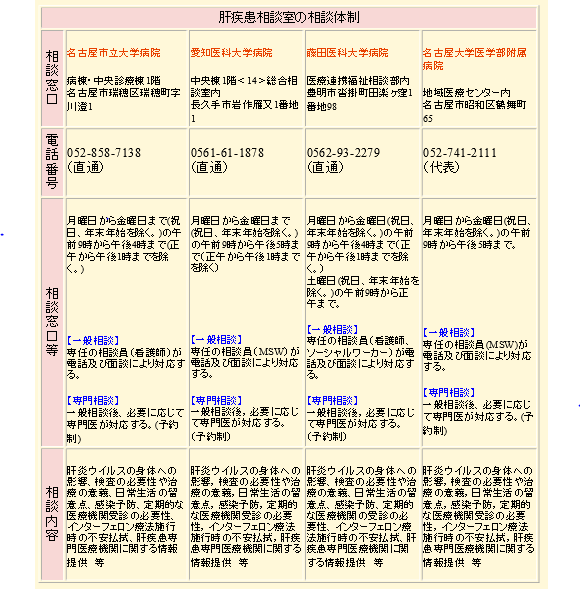 肝疾患相談室の相談体制
相談窓口
名古屋市立大学病院
病棟・中央診療棟1階
名古屋市瑞穂区瑞穂町字
川澄1
愛知医科大学病院
中央棟1階＜14＞総合相
談室内
長久手市岩作雁又1番地
1
藤田医科大学病院
医療連携福祉相談部内
豊明市沓掛町田楽ヶ窪1
番地98
名古屋大学医学部附属
病院
地域医療センター内
名古屋市昭和区鶴舞町
65
電話番号
052-858-7138
（直通）
0561-61-1878
（直通）
0562-93-2279
（直通）
052-741-2111
（代表）
相談窓口等
月曜日から金曜日まで(祝
日、年末年始を除く。)の午
前9時から午後4時まで(正
午から午後1時までを除
く。)
【一般相談】
専任の相談員（看護師）が
電話及び面談により対応す
る。
【専門相談】
一般相談後、必要に応じて
専門医が対応する。(予約
制)
月曜日から金曜日まで
(祝日、年末年始を除く。)
の午前9時から午後5時ま
で(正午から午後1時まで
を除く)
【一般相談】
専任の相談員（MSW）が
電話及び面談により対応
する。
【専門相談】
一般相談後，必要に応じ
て専門医が対応する。
(予約制)
月曜日から金曜日(祝日、
年末年始を除く。)の午前
9時から午後4時まで(正
午から午後1時までを除
く。)
土曜日(祝日、年末年始を
除く。)の午前9時から正
午まで。
【一般相談】
専任の相談員（看護師、
ソーシャルワーカー）が電
話及び面談により対応す
る。
【専門相談】
一般相談後、必要に応じ
て専門医が対応する。
(予約制)
月曜日から金曜日(祝日、
年末年始を除く。)の午前
9時から午後5時まで。
【一般相談】
専任の相談員(MSW)が
電話及び面談により対応
する。
【専門相談】
一般相談後、必要に応じ
て専門医が対応する。(予
約制)
相談内容
肝炎ウイルスの身体への
影響、検査の必要性や治
療の意義、日常生活の留
意点、感染予防、定期的な
医療機関受診の必要性、
インターフェロン療法施行
時の不安払拭、肝疾患専
門医療機関に関する情報
提供　等
肝炎ウイルスの身体への
影響、検査の必要性や治
療の意義、日常生活の留
意点，感染予防，定期的
な医療機関受診の必要
性，インターフェロン療法
施行時の不安払拭，肝疾
患専門医療機関に関する
情報提供　等
肝炎ウイルスの身体への
影響、検査の必要性や治
療の意義、日常生活の留
意点、感染予防、定期的
な医療機関受診の必要
性、インターフェロン療法
施行時の不安払拭、肝疾
患専門医療機関に関す
る情報提供　等
肝炎ウイルスの身体への
影響、検査の必要性や治
療の意義、日常生活の留
意点，感染予防，定期的
な医療機関受診の必要
性，インターフェロン療法
施行時の不安払拭，肝疾
患専門医療機関に関する
情報提供　等